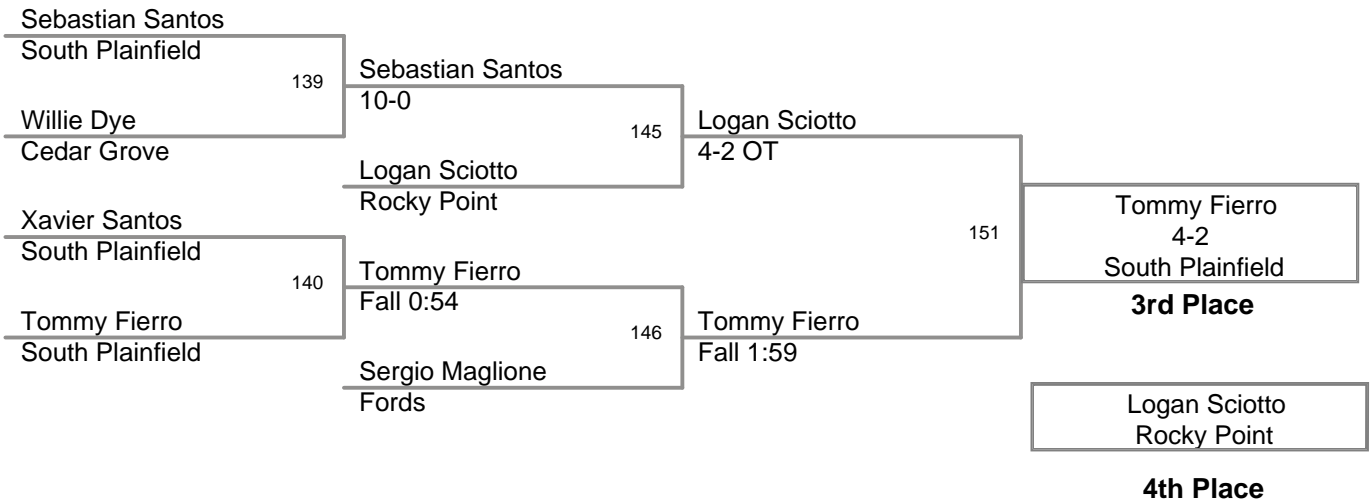 Sebastian Santos
South Plainfield
139
Willie Dye
Cedar Grove
Xavier Santos
South Plainfield
140
Tommy Fierro
South Plainfield
Sebastian Santos
10-0
145
Logan Sciotto
Rocky Point
Tommy Fierro
Fall 0:54
146
Sergio Maglione
Fords
Logan Sciotto
4-2 OT
151
Tommy Fierro
Fall 1:59
Tommy Fierro
4-2
South Plainfield
3rd Place
Logan Sciotto
Rocky Point
4th Place